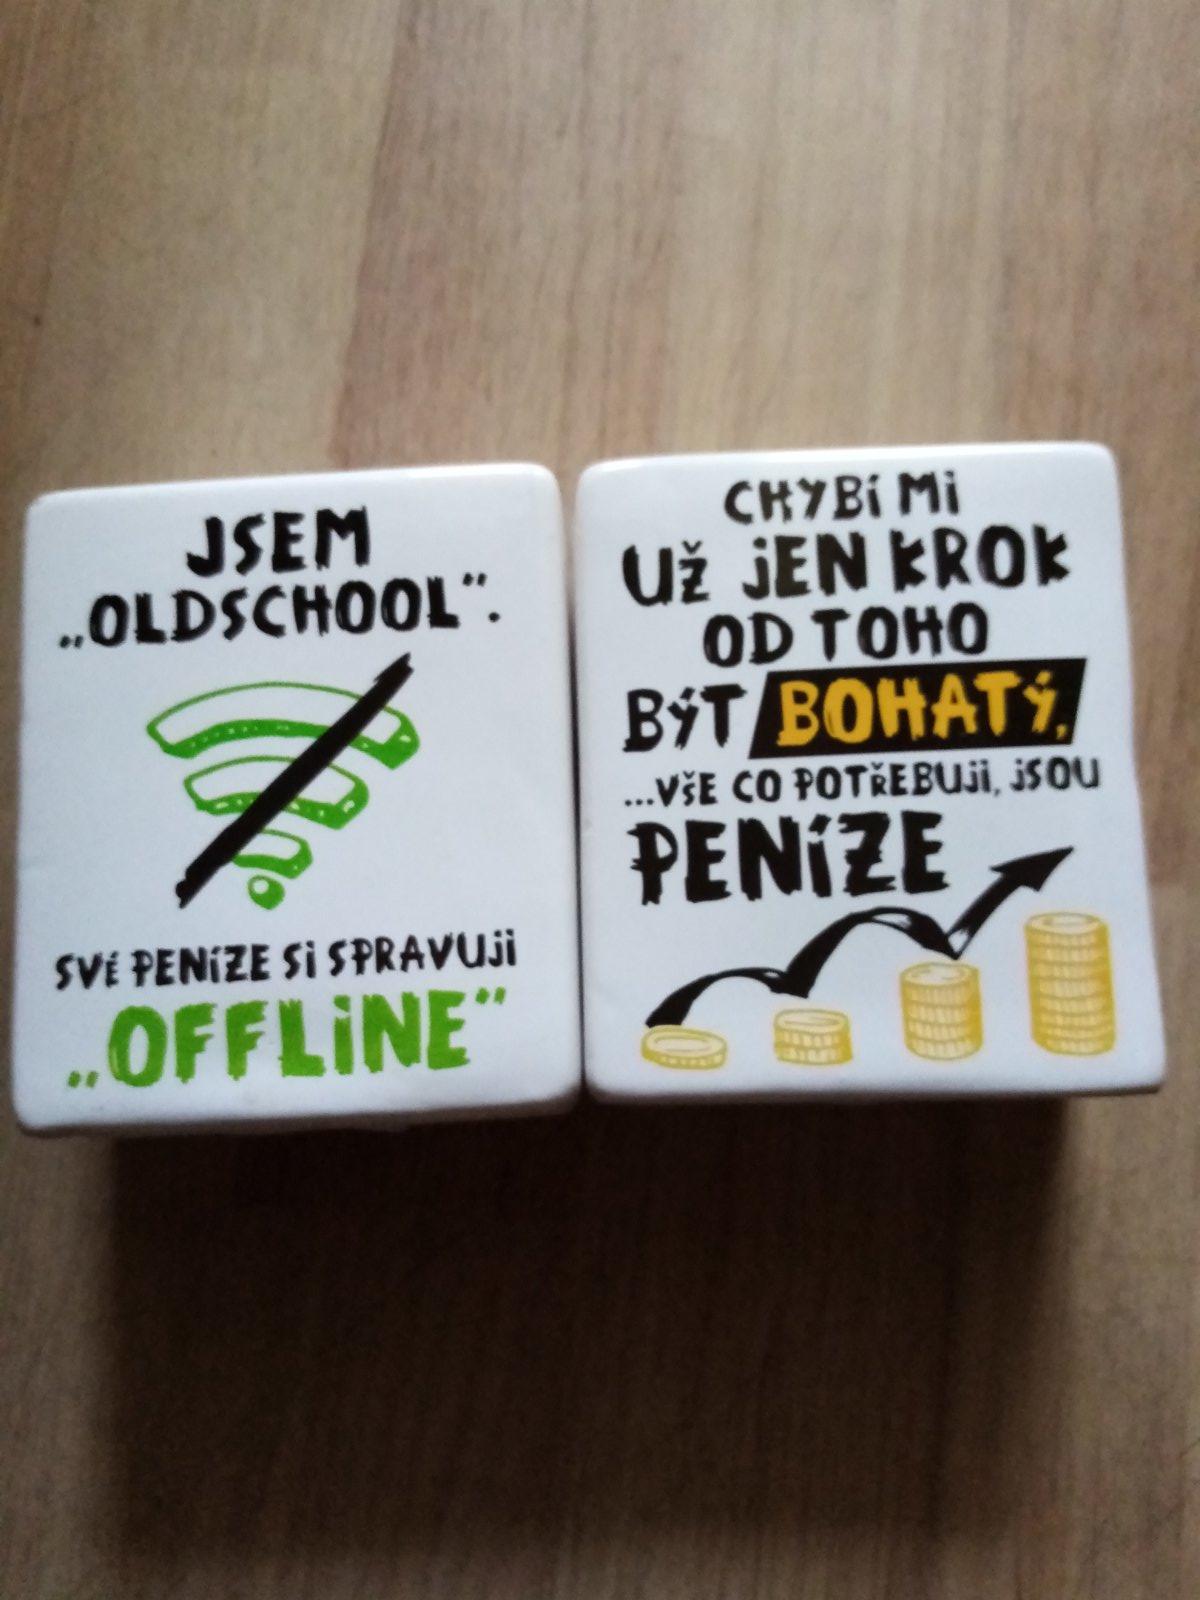 JSEM
„OLDSCHOOL”.
SVÉ PENÍZE SI SPRAVUJI
„OFFLINE”
CHYBÍ MI
UŽ JEN KROK
OD TOHO
BÝT BOHATÝ,
...VŠE CO POTŘEBUJI, JSOU
PENÍZE